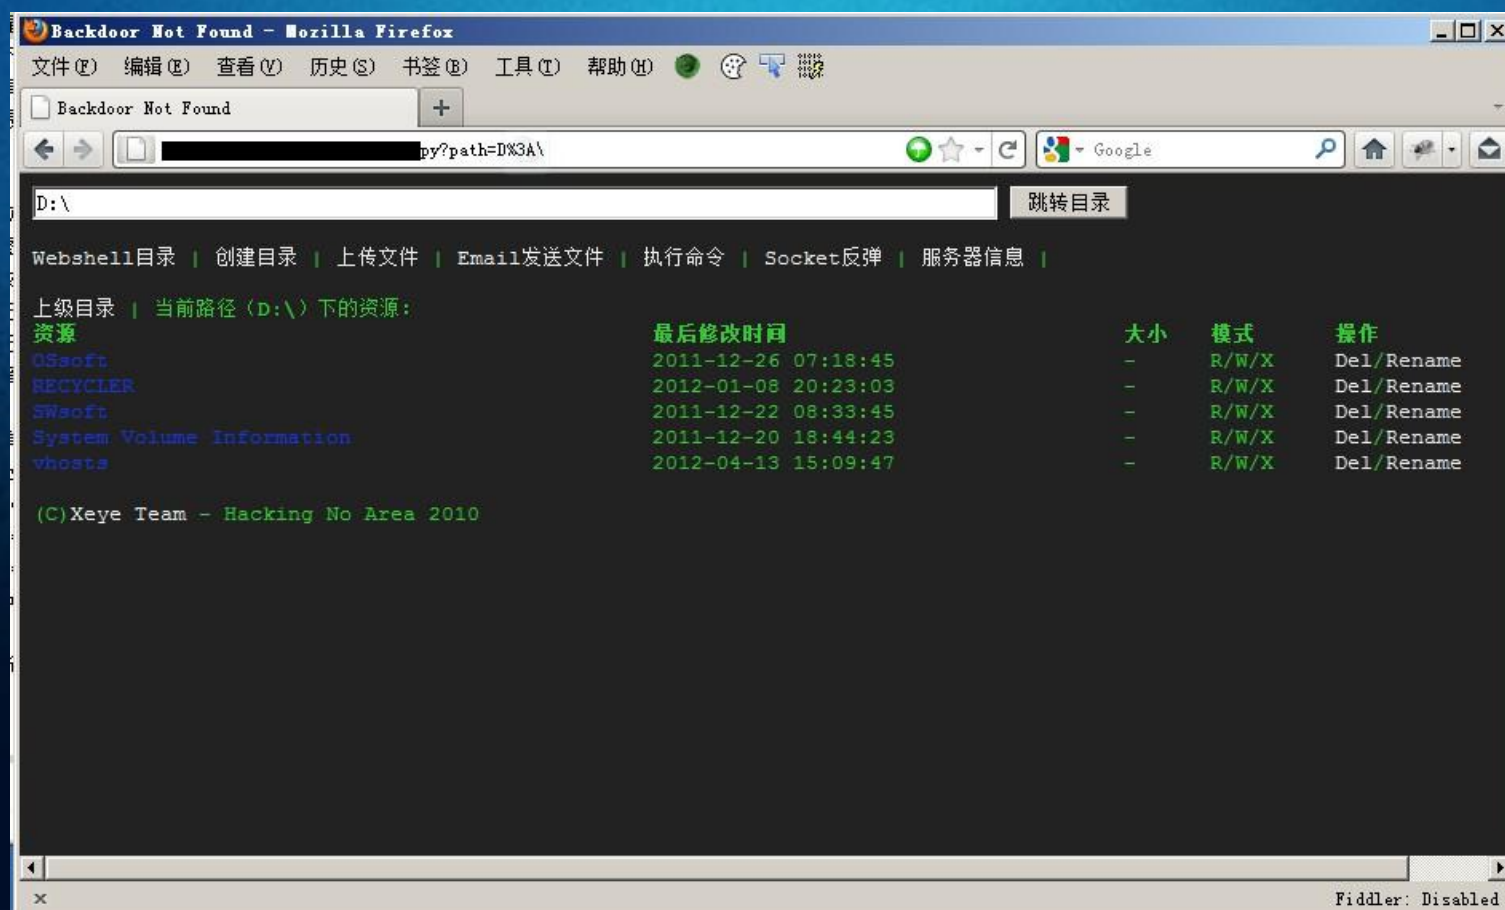 Backdoor Not Found - Mozilla Firefox
文件(F) 编辑(E) 查看(V) 历史(S) 书签(B) 工具(T) 帮助(H)
Backdoor Not Found
py?path=D%3A\
Google
D:\ 跳转目录
Webshell目录 | 创建目录 | 上传文件 | Email发送文件 | 执行命令 | Socket反弹 | 服务器信息 |
上级目录 | 当前路径（D:\）下的资源:
资源 最后修改时间 大小 模式 操作
OSsoft 2011-12-26 07:18:45 - R/W/X Del/Rename
RECYCLER 2012-01-08 20:23:03 - R/W/X Del/Rename
SWsoft 2011-12-22 08:33:45 - R/W/X Del/Rename
System Volume Information 2011-12-20 18:44:23 - R/W/X Del/Rename
vhosts 2012-04-13 15:09:47 - R/W/X Del/Rename
(C)Xeye Team - Hacking No Area 2010
Fiddler: Disabled